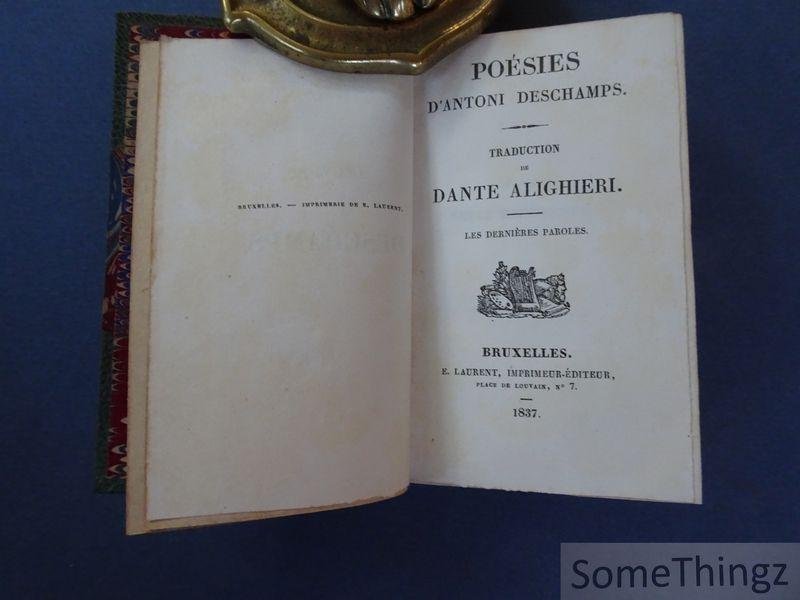 BRUXELLES. — IMPRIMERIE DE E. LAURENT.
POÉSIES
D'ANTONI DESCHAMPS.
TRADUCTION
DE
DANTE ALIGHIERI.
LES DERNIÈRES PAROLES.
BRUXELLES.
E. LAURENT, IMPRIMEUR-ÉDITEUR,
PLACE DE LOUVAIN, Nº 7.
1837.
SomeThingz